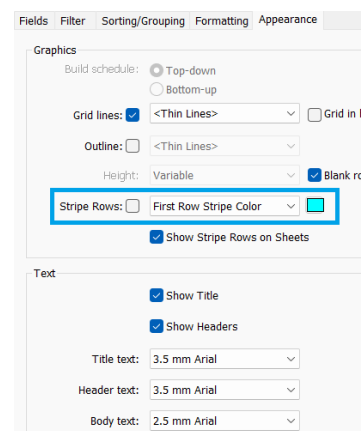 Fields Filter Sorting/Grouping Formatting Appearance
Graphics
Build schedule: Top-down
Bottom-up
Grid lines: <Thin Lines> Grid in
Outline: <Thin Lines>
Height: Variable Blank
Stripe Rows: First Row Stripe Color
Show Stripe Rows on Sheets
Text
Show Title
Show Headers
Title text: 3.5 mm Arial
Header text: 3.5 mm Arial
Body text: 2.5 mm Arial